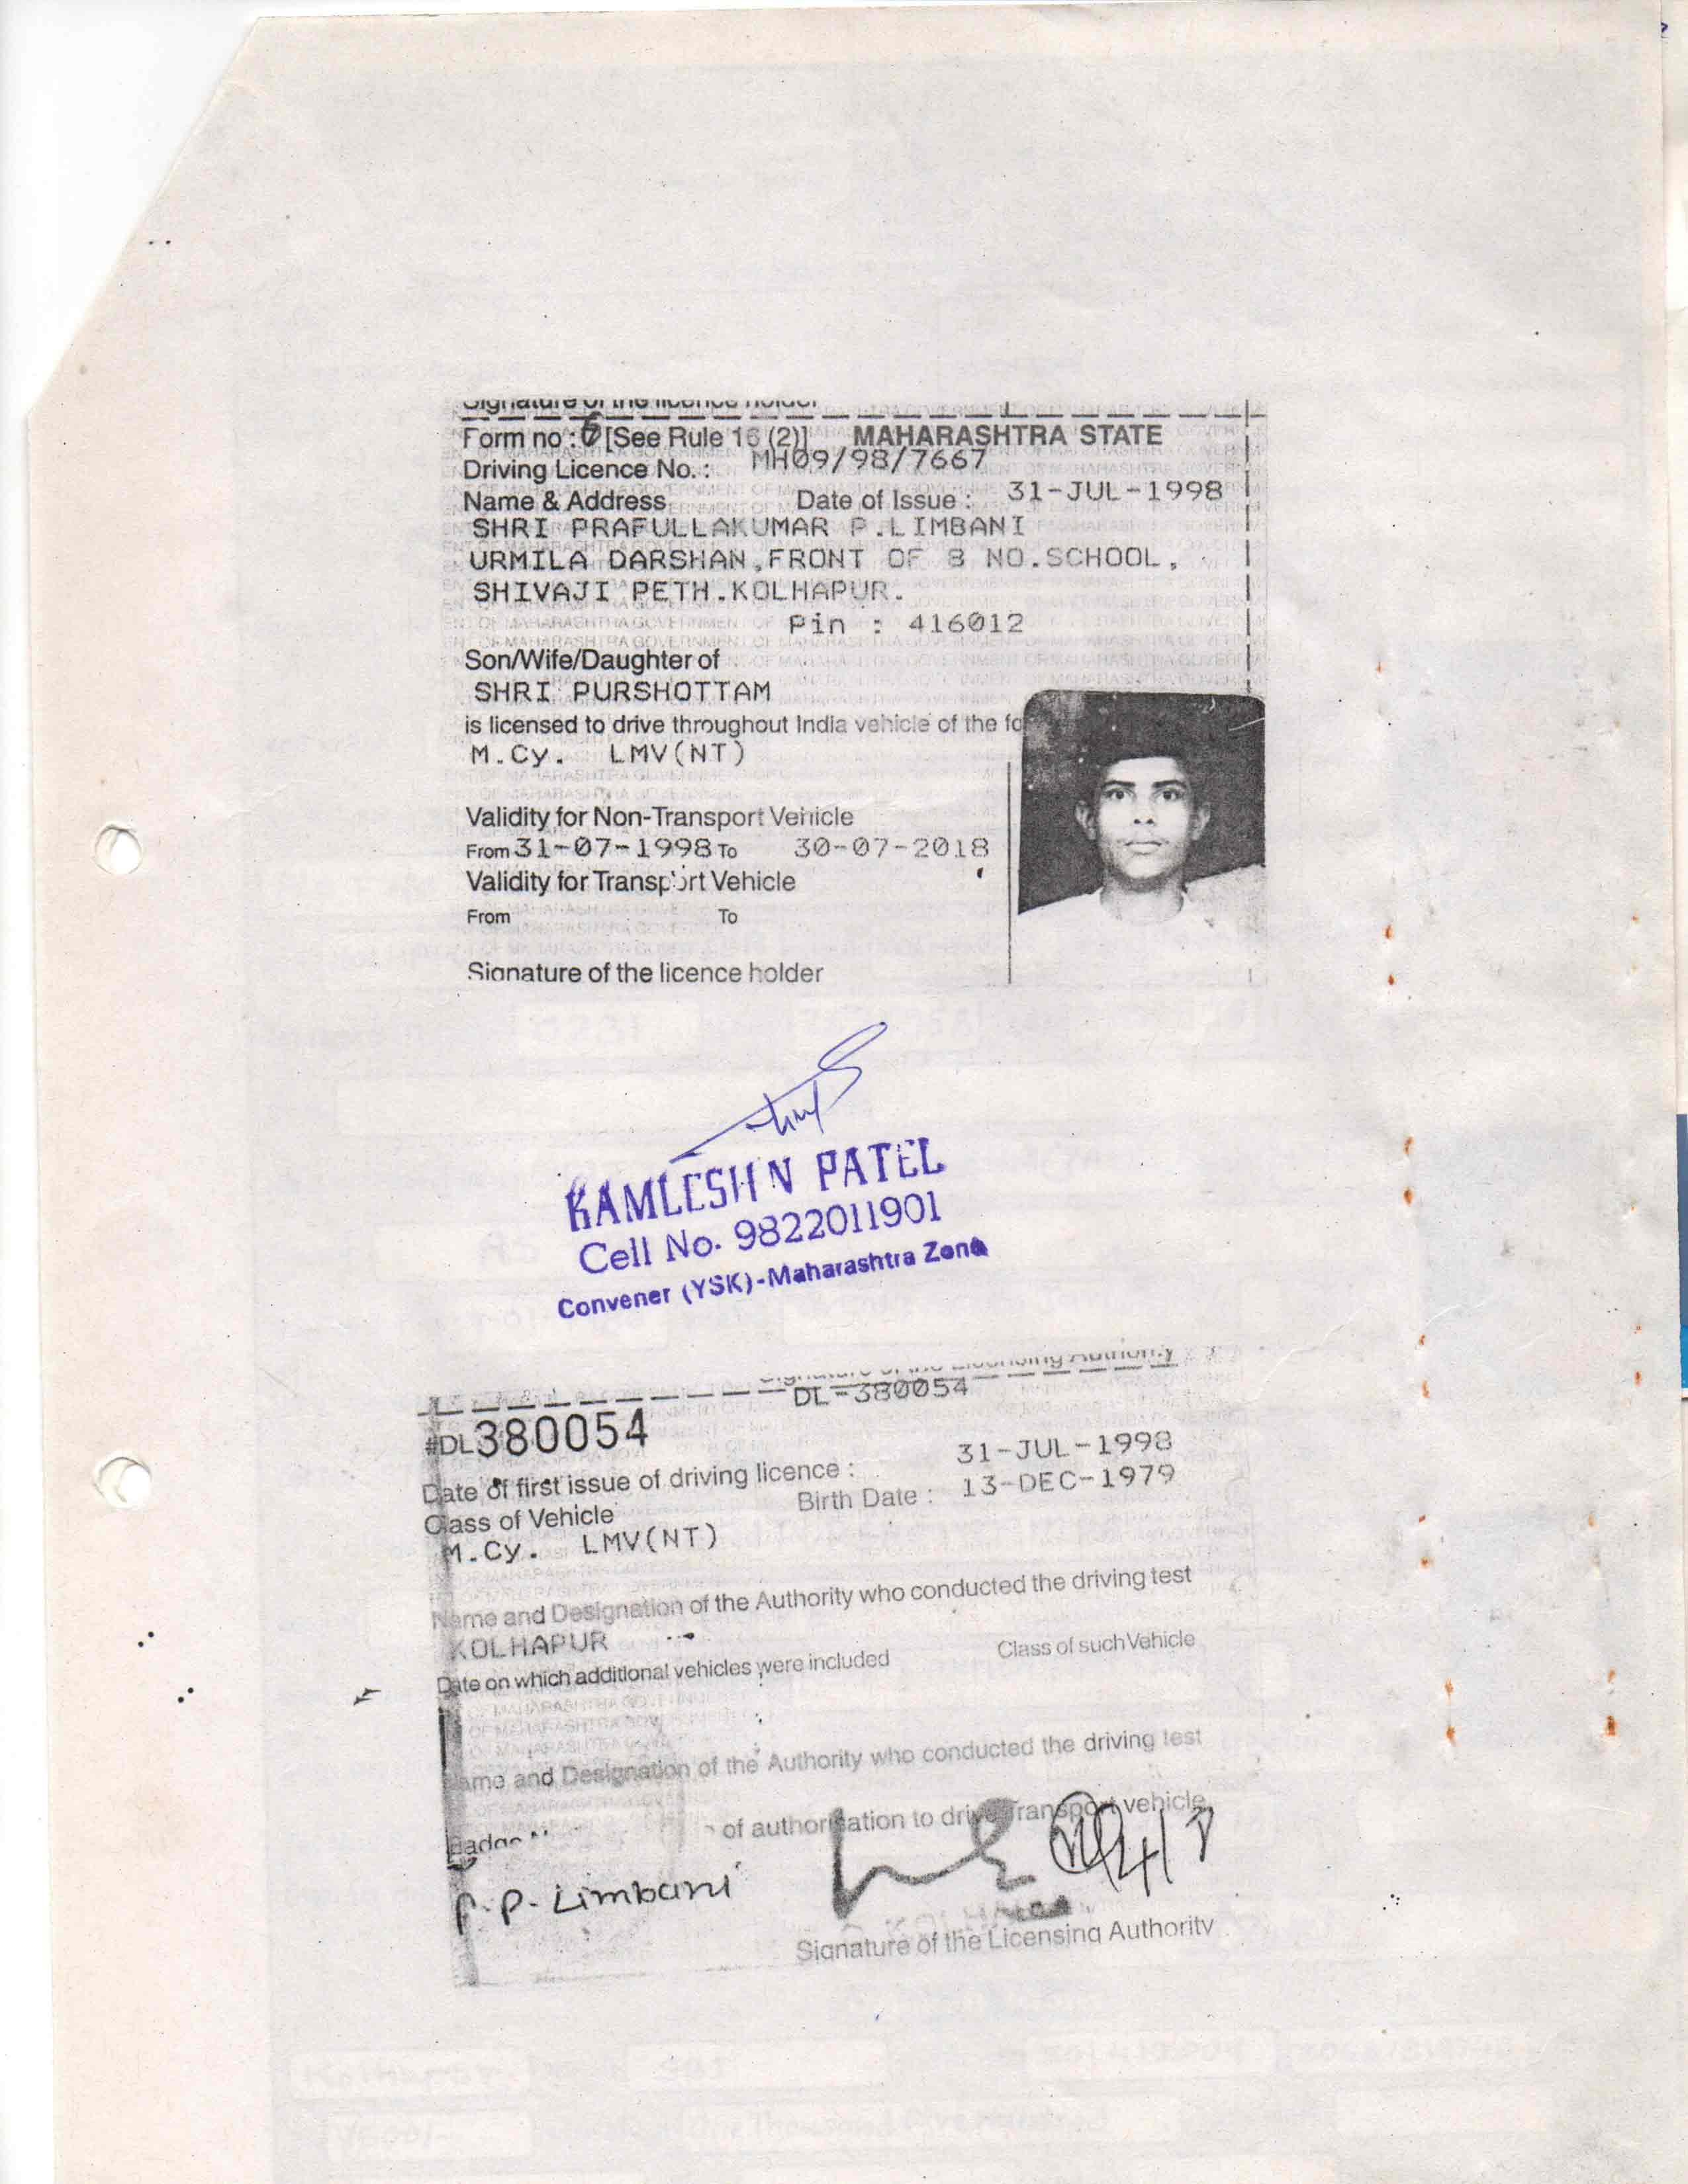 Signature of the licence holder
Form no : 6 [See Rule 16 (2)] MAHARASHTRA STATE
Driving Licence No. : MH09/98/7667
Name & Address Date of Issue : 31-JUL-1998
SHRI PRAFULLAKUMAR P.LIMBANI
URMILA DARSHAN,FRONT OF 8 NO.SCHOOL,
SHIVAJI PETH.KOLHAPUR.
Pin : 416012
Son/Wife/Daughter of
SHRI PURSHOTTAM
is licensed to drive throughout India vehicle of the fo
M.Cy. LMV(NT)
Validity for Non-Transport Vehicle
From 31-07-1998 To 30-07-2018
Validity for Transport Vehicle
From To
Signature of the licence holder
KAMLESH N PATEL
Cell No. 9822011901
Convener (YSK)-Maharashtra Zone
Signature of the Licensing Authority
DL-380054
#DL380054
Date of first issue of driving licence : 31-JUL-1998
Birth Date : 13-DEC-1979
Class of Vehicle
M.Cy. LMV(NT)
Name and Designation of the Authority who conducted the driving test
KOLHAPUR
Date on which additional vehicles were included Class of such Vehicle
Name and Designation of the Authority who conducted the driving test
Badge of authorisation to drive Transport vehicle
P.P. Limbani
Signature of the Licensing Authority